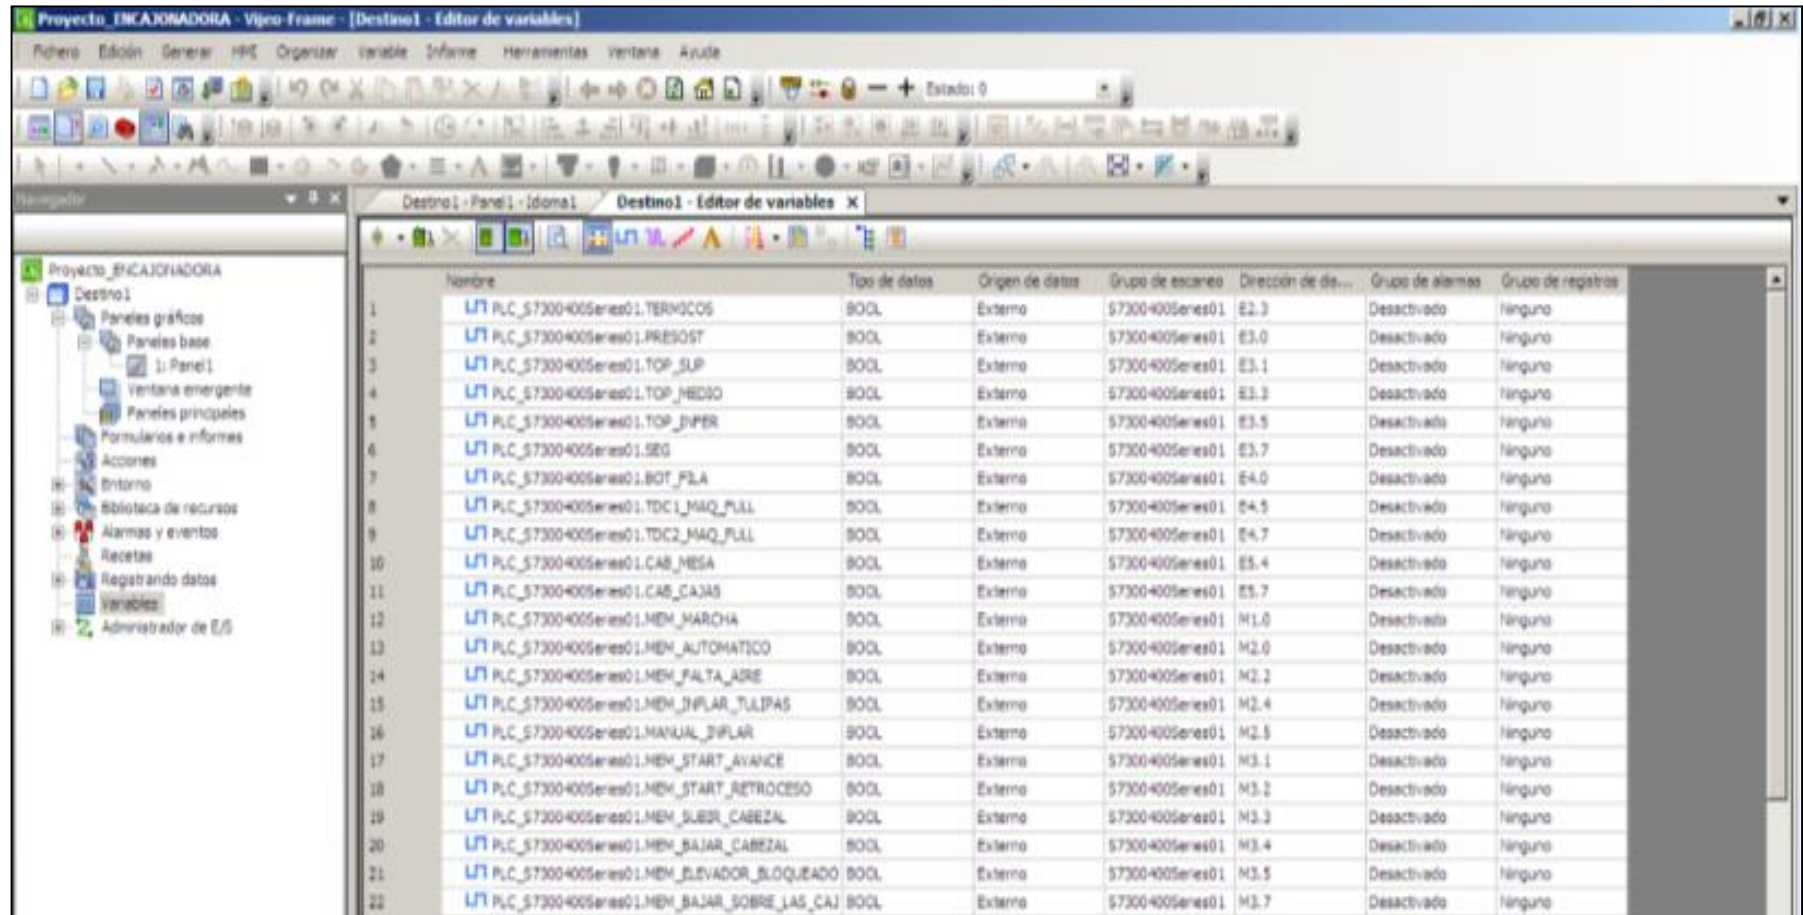 Proyecto_ENCAJONADORA - Vijeo-Frame - [Destino1 - Editor de variables]
Fichero Edición Generar HMI Organizar Variable Informe Herramientas Ventana Ayuda
Estado: 0
Navegador
Destino1 - Panel1 - Idioma1 Destino1 - Editor de variables X
Proyecto_ENCAJONADORA
Destino1
Paneles gráficos
Paneles base
1: Panel1
Ventana emergente
Paneles principales
Formularios e informes
Acciones
Entorno
Biblioteca de recursos
Alarmas y eventos
Recetas
Registrando datos
Variables
Administrador de E/S
Nombre Tipo de datos Origen de datos Grupo de escaneo Dirección de da... Grupo de alarmas Grupo de registros
1 PLC_S7300400Series01.TERMICOS BOOL Externo S7300400Series01 E2.3 Desactivado Ninguno
2 PLC_S7300400Series01.PRESOST BOOL Externo S7300400Series01 E3.0 Desactivado Ninguno
3 PLC_S7300400Series01.TOP_SUP BOOL Externo S7300400Series01 E3.1 Desactivado Ninguno
4 PLC_S7300400Series01.TOP_MEDIO BOOL Externo S7300400Series01 Desactivado Ninguno
5 PLC_S7300400Series01.TOP_INFER BOOL Externo S7300400Series01 E3.5 Desactivado Ninguno
6 PLC_S7300400Series01.SEG BOOL Externo S7300400Series01 E3.7 Desactivado Ninguno
7 PLC_S7300400Series01.BOT_FILA BOOL Externo S7300400Series01 E4.0 Desactivado Ninguno
8 PLC_S7300400Series01.TDC1_MAQ_FULL BOOL Externo S7300400Series01 E4.5 Desactivado Ninguno
9 PLC_S7300400Series01.TDC2_MAQ_FULL BOOL Externo S7300400Series01 E4.7 Desactivado Ninguno
10 PLC_S7300400Series01.CAB_MESA BOOL Externo S7300400Series01 E5.4 Desactivado Ninguno
11 PLC_S7300400Series01.CAB_CAJAS BOOL Externo S7300400Series01 E5.7 Desactivado Ninguno
12 PLC_S7300400Series01.MEM_MARCHA BOOL Externo S7300400Series01 M1.0 Desactivado Ninguno
13 PLC_S7300400Series01.MEM_AUTOMATICO BOOL Externo S7300400Series01 M2.0 Desactivado Ninguno
14 PLC_S7300400Series01.MEM_FALTA_AIRE BOOL Externo S7300400Series01 Desactivado Ninguno
15 PLC_S7300400Series01.MEM_INFLAR_TULIPAS BOOL Externo S7300400Series01 M2.4 Desactivado Ninguno
16 PLC_S7300400Series01.MANUAL_INFLAR BOOL Externo S7300400Series01 M2.5 Desactivado Ninguno
17 PLC_S7300400Series01.MEM_START_AVANCE BOOL Externo S7300400Series01 M3.1 Desactivado Ninguno
18 PLC_S7300400Series01.MEM_START_RETROCESO BOOL Externo S7300400Series01 M3.2 Desactivado Ninguno
19 PLC_S7300400Series01.MEM_SUBIR_CABEZAL BOOL Externo S7300400Series01 M3.3 Desactivado Ninguno
20 PLC_S7300400Series01.MEM_BAJAR_CABEZAL BOOL Externo S7300400Series01 M3.4 Desactivado Ninguno
21 PLC_S7300400Series01.MEM_ELEVADOR_BLOQUEADO BOOL Externo S7300400Series01 M3.5 Desactivado Ninguno
22 PLC_S7300400Series01.MEM_BAJAR_SOBRE_LAS_CAJ BOOL Externo S7300400Series01 M3.7 Desactivado Ninguno